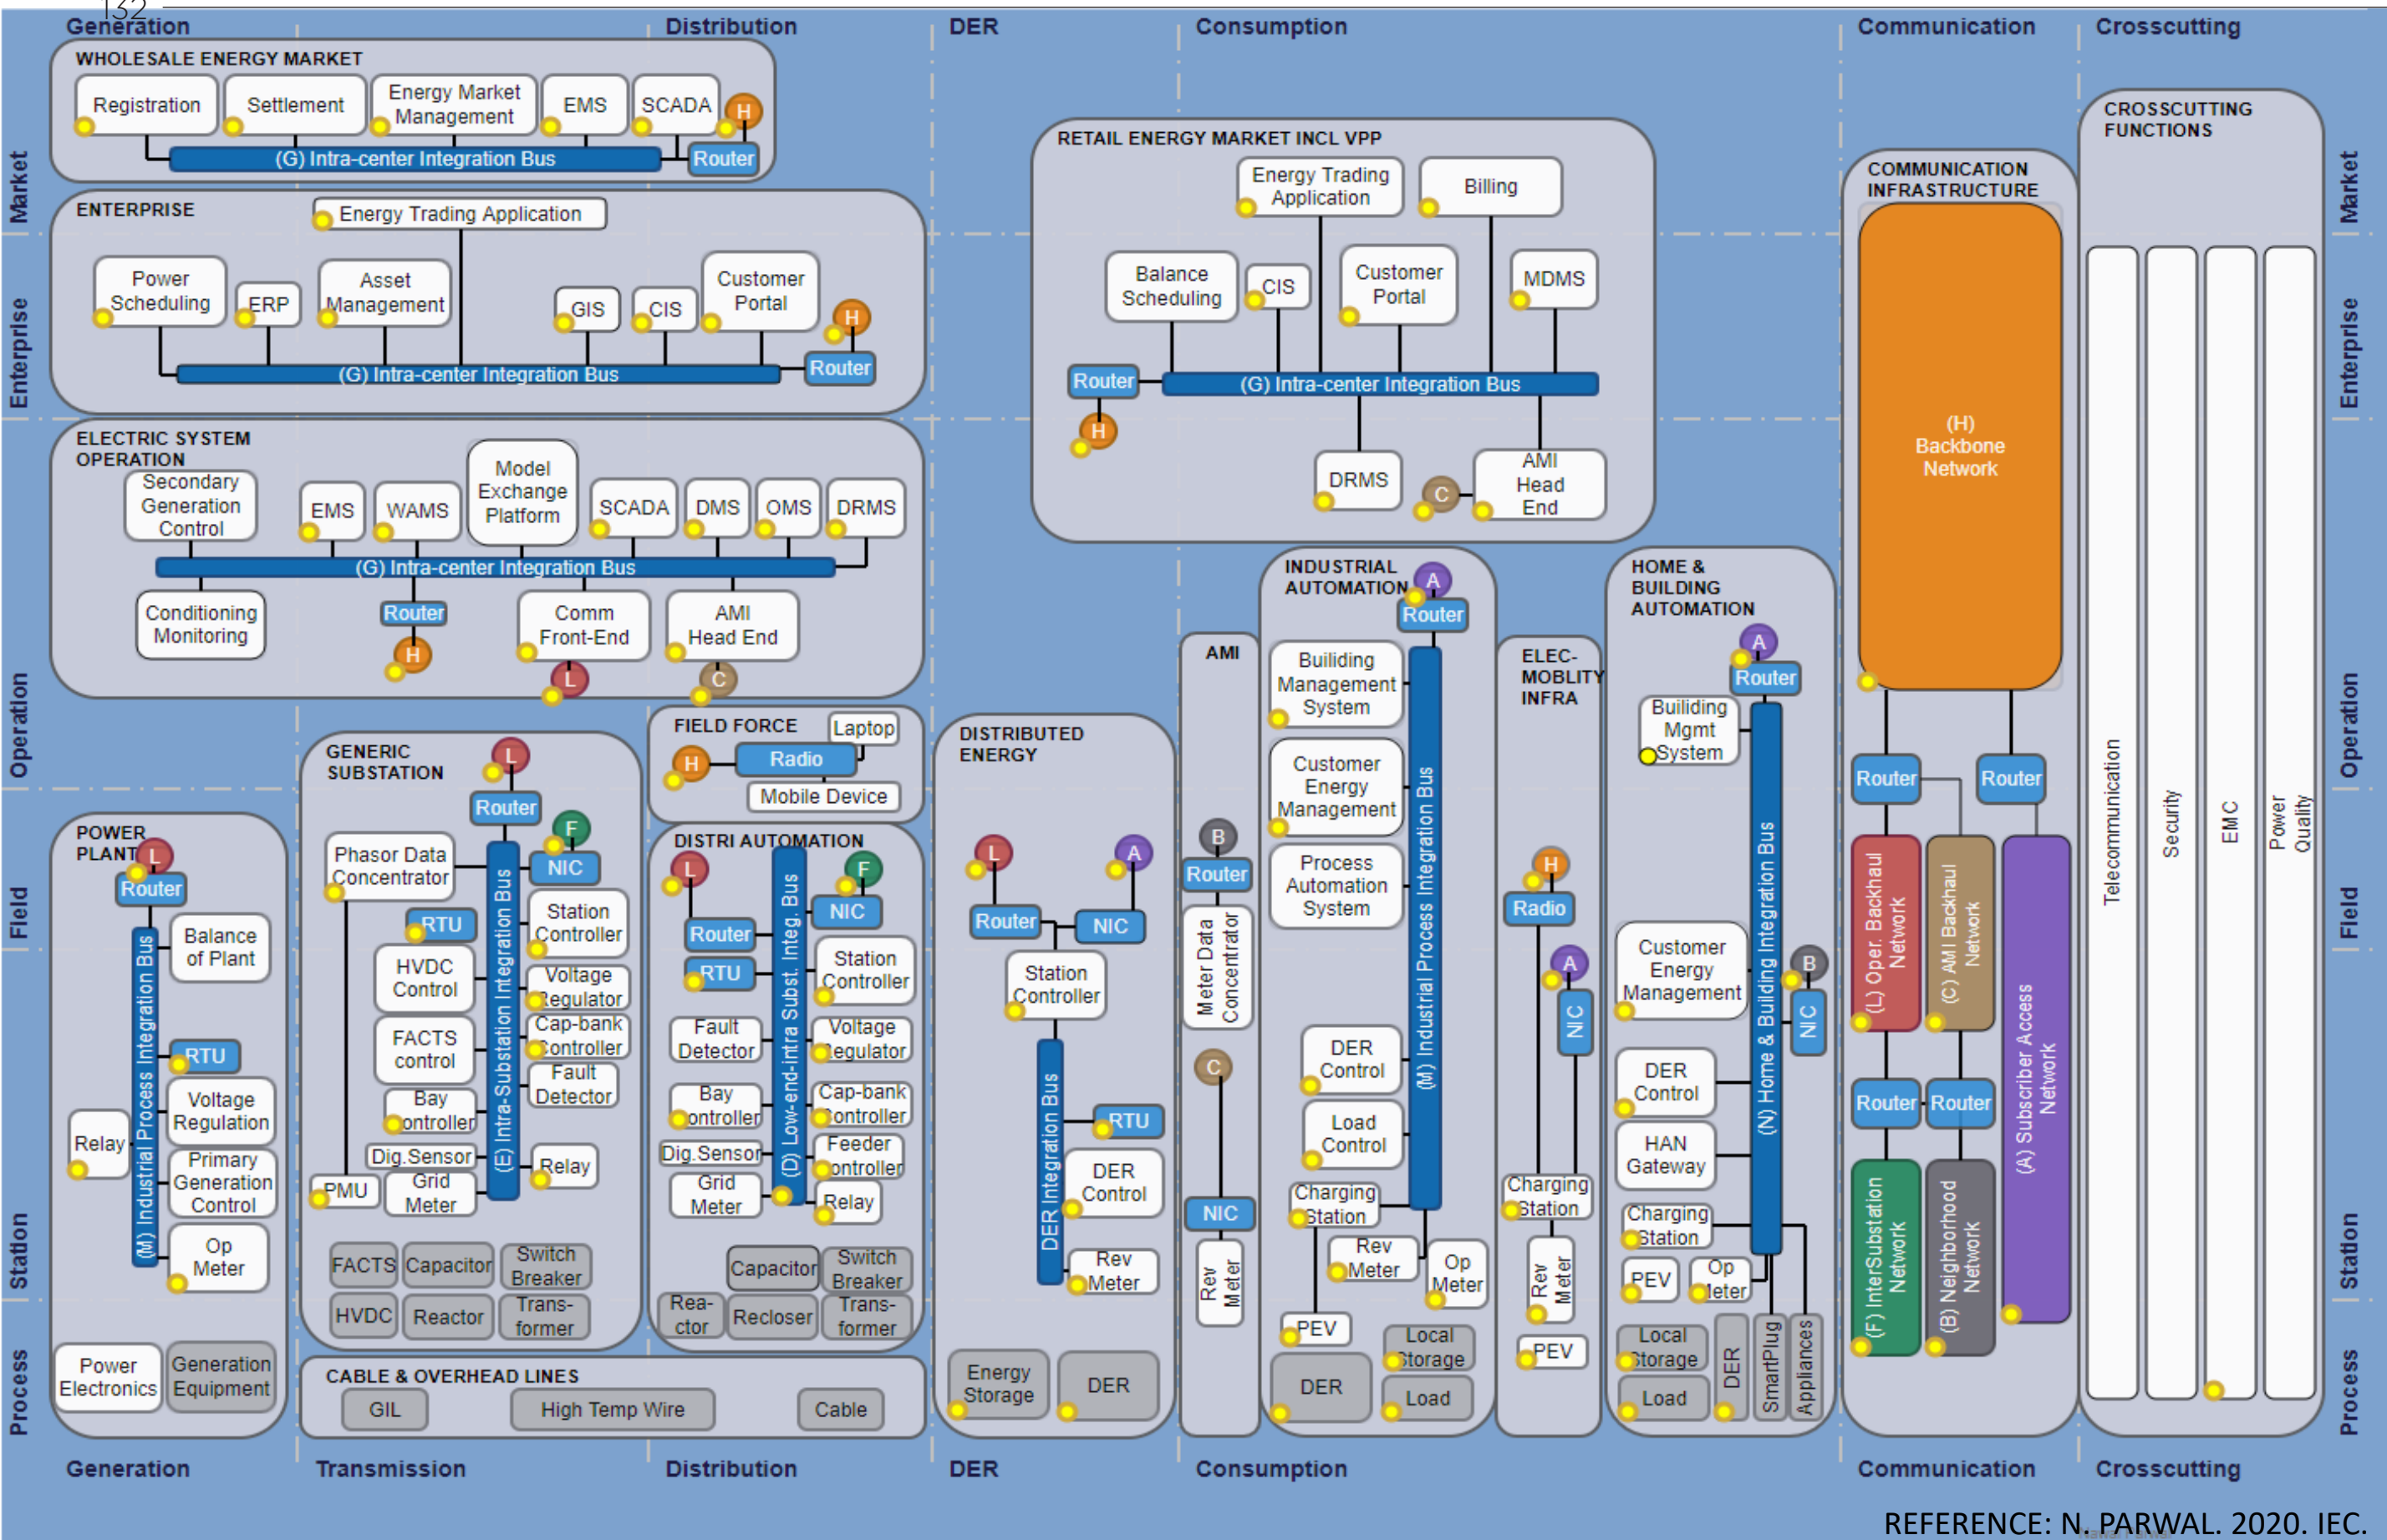 132
Generation
Distribution
DER
Consumption
Communication
Crosscutting
Market
Enterprise
Operation
Field
Station
Process
WHOLESALE ENERGY MARKET
Registration
Settlement
Energy Market
Management
EMS
SCADA
H
(G) Intra-center Integration Bus
Router
ENTERPRISE
Energy Trading Application
Power
Scheduling
ERP
Asset
Management
GIS
CIS
Customer
Portal
H
(G) Intra-center Integration Bus
Router
ELECTRIC SYSTEM
OPERATION
Secondary
Generation
Control
EMS
WAMS
Model
Exchange
Platform
SCADA
DMS
OMS
DRMS
(G) Intra-center Integration Bus
Conditioning
Monitoring
Router
H
Comm
Front-End
L
AMI
Head End
C
RETAIL ENERGY MARKET INCL VPP
Energy Trading
Application
Billing
Balance
Scheduling
CIS
Customer
Portal
MDMS
Router
(G) Intra-center Integration Bus
H
DRMS
C
AMI
Head
End
POWER
PLANT
L
Router
Balance
of Plant
(M) Industrial Process Integration Bus
RTU
Voltage
Regulation
Relay
Primary
Generation
Control
Op
Meter
Power
Electronics
Generation
Equipment
GENERIC
SUBSTATION
L
Router
F
NIC
Phasor Data
Concentrator
RTU
Station
Controller
HVDC
Control
Voltage
Regulator
FACTS
control
Cap-bank
Controller
Fault
Detector
Bay
Controller
(E) Intra-Substation Integration Bus
Dig.Sensor
Relay
PMU
Grid
Meter
FACTS
Capacitor
Switch
Breaker
HVDC
Reactor
Trans-
former
FIELD FORCE
Laptop
H
Radio
Mobile Device
DISTRI AUTOMATION
L
F
NIC
Router
RTU
Station
Controller
Fault
Detector
Voltage
Regulator
Bay
Controller
Cap-bank
Controller
(D) Low-end-intra Subst. Integ. Bus
Dig.Sensor
Feeder
Controller
Grid
Meter
Relay
Capacitor
Switch
Breaker
Rea-
ctor
Recloser
Trans-
former
CABLE & OVERHEAD LINES
GIL
High Temp Wire
Cable
DISTRIBUTED
ENERGY
L
A
Router
NIC
Station
Controller
DER Integration Bus
RTU
DER
Control
Rev
Meter
Energy
Storage
DER
AMI
B
Router
Meter Data
Concentrator
C
NIC
Rev
Meter
INDUSTRIAL
AUTOMATION
A
Router
Builiding
Management
System
Customer
Energy
Management
Process
Automation
System
(M) Industrial Process Integration Bus
DER
Control
Load
Control
Charging
Station
Rev
Meter
Op
Meter
PEV
Local
Storage
DER
Load
ELEC-
MOBLITY
INFRA
H
Radio
A
NIC
Charging
Station
Rev
Meter
PEV
HOME &
BUILDING
AUTOMATION
A
Router
Builiding
Mgmt
System
(N) Home & Building Integration Bus
Customer
Energy
Management
B
NIC
DER
Control
HAN
Gateway
Charging
Station
PEV
Op
Meter
Local
Storage
Load
DER
SmartPlug
Appliances
COMMUNICATION
INFRASTRUCTURE
(H)
Backbone
Network
Router
Router
(L) Oper. Backhaul
Network
(C) AMI Backhaul
Network
(A) Subscriber Access
Network
Router
Router
(F) InterSubstation
Network
(B) Neighborhood
Network
CROSSCUTTING
FUNCTIONS
Telecommunication
Security
EMC
Power
Quality
Market
Enterprise
Operation
Field
Station
Process
Generation
Transmission
Distribution
DER
Consumption
Communication
Crosscutting
REFERENCE: N. PARWAL. 2020. IEC.